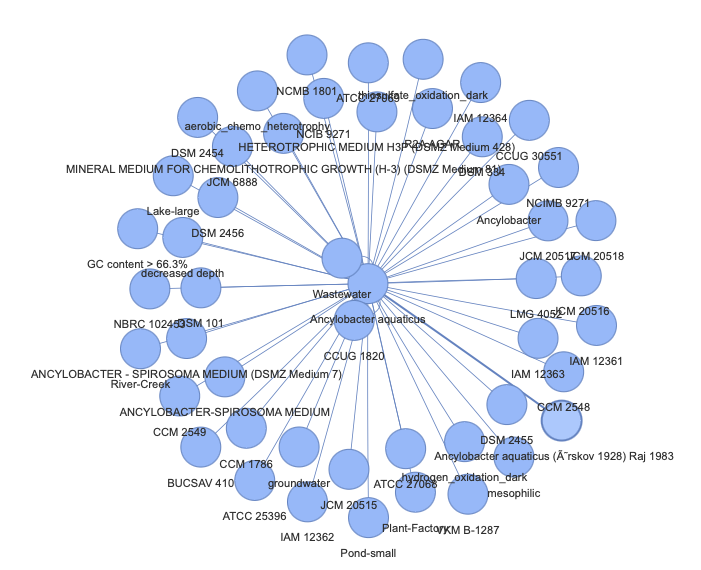 NCMB 1801
thiosulfate_oxidation_dark
ATCC 27069
IAM 12364
aerobic_chemo_heterotrophy
NCIB 9271
R2A AGAR
HETEROTROPHIC MEDIUM H3P (DSMZ Medium 428)
DSM 2454
CCUG 30551
MINERAL MEDIUM FOR CHEMOLITHOTROPHIC GROWTH (H-3) (DSMZ Medium 81)
DSM 334
JCM 6888
NCIMB 9271
Lake-large
Ancylobacter
DSM 2456
JCM 20517
JCM 20518
GC content > 66.3%
decreased depth
Wastewater
NBRC 102453
DSM 101
Ancylobacter aquaticus
LMG 4052
JCM 20516
CCUG 1820
IAM 12361
ANCYLOBACTER - SPIROSOMA MEDIUM (DSMZ Medium 7)
IAM 12363
River-Creek
ANCYLOBACTER-SPIROSOMA MEDIUM
CCM 2548
CCM 2549
DSM 2455
Ancylobacter aquaticus (Ã˜rskov 1928) Raj 1983
CCM 1786
BUCSAV 410
groundwater
ATCC 27068
hydrogen_oxidation_dark
mesophilic
JCM 20515
ATCC 25396
Plant-Factory
VKM B-1287
IAM 12362
Pond-small